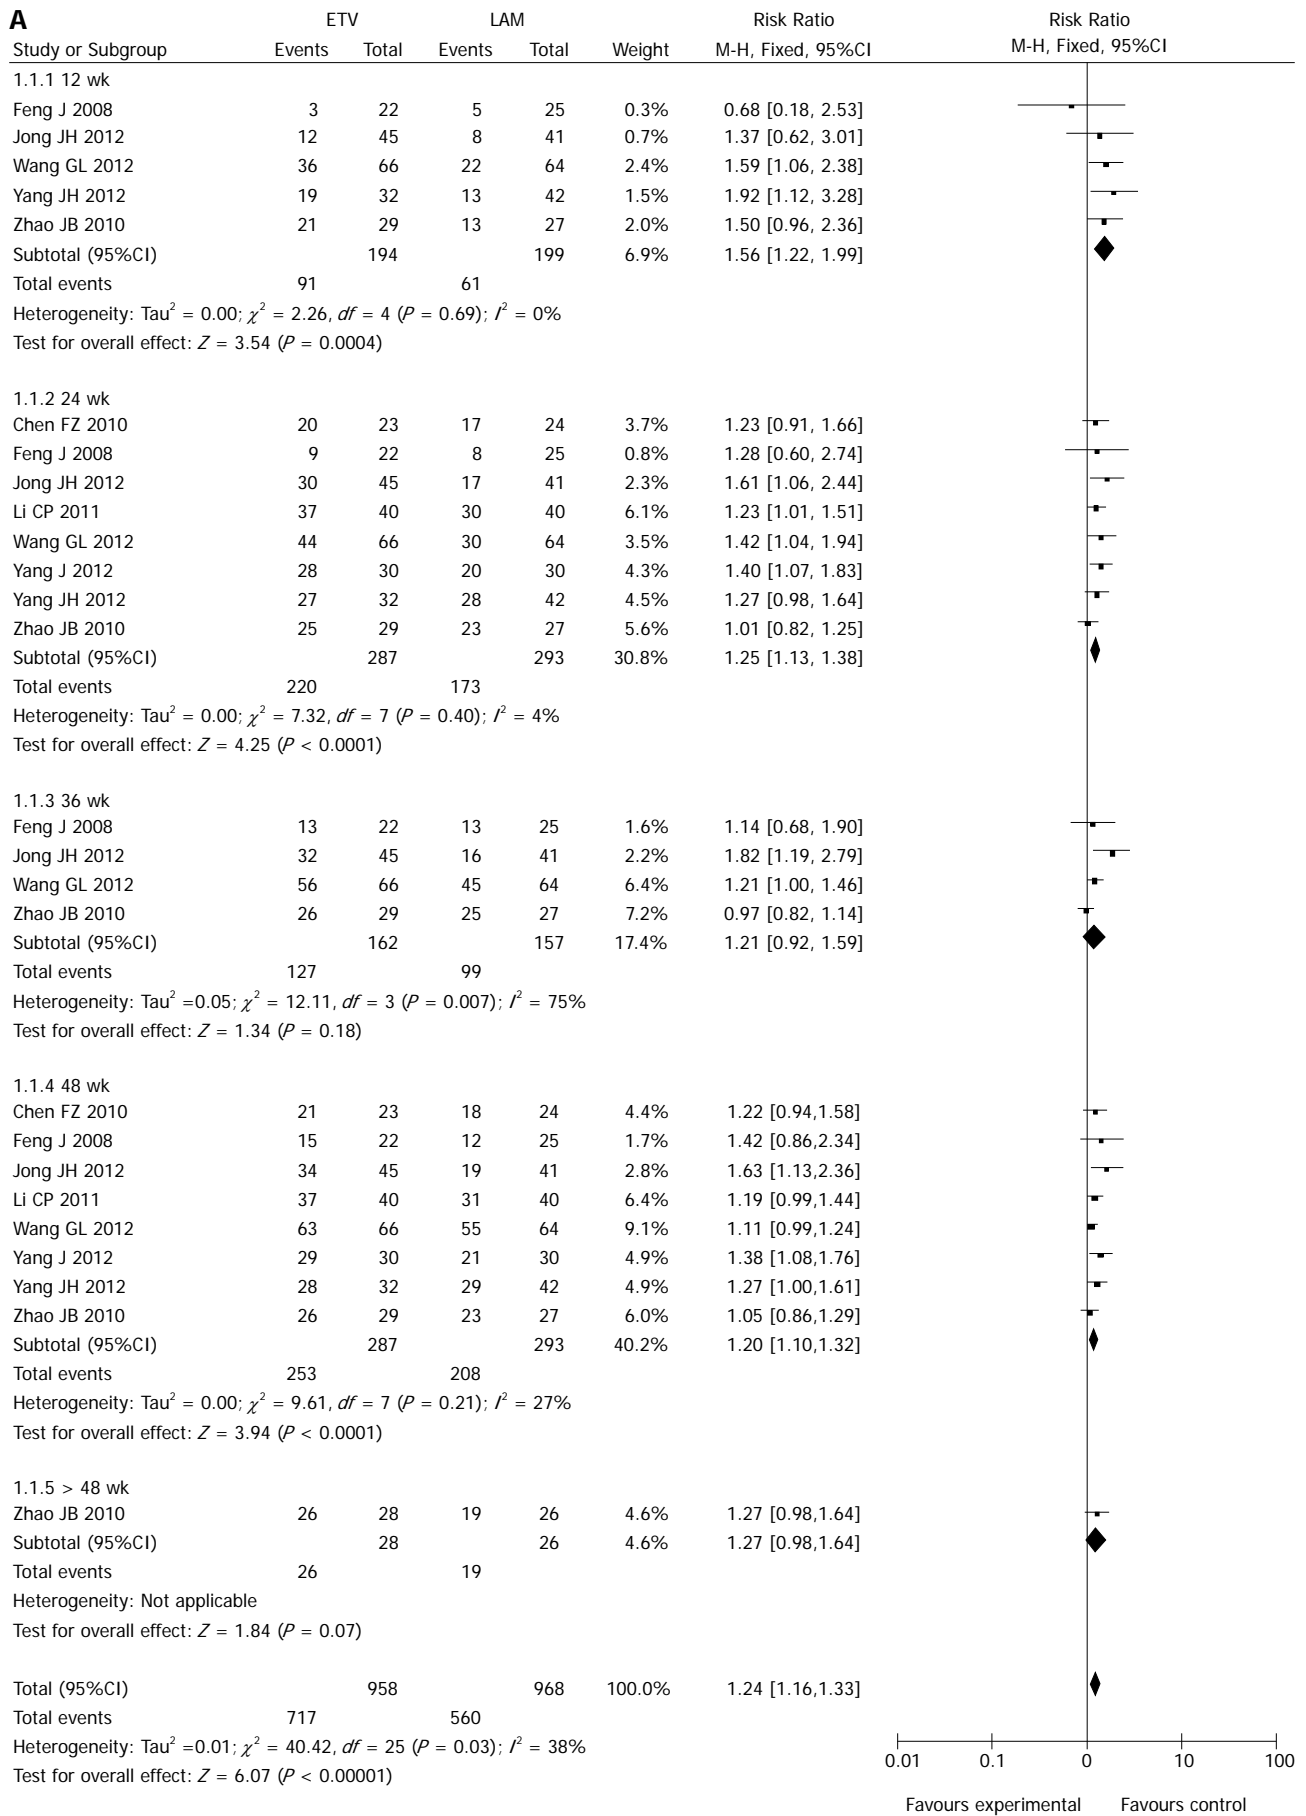 A
ETV LAM Risk Ratio Risk Ratio
Study or Subgroup Events Total Events Total Weight M-H, Fixed, 95%CI M-H, Fixed, 95%CI
1.1.1 12 wk
Feng J 2008 3 22 5 25 0.3% 0.68 [0.18, 2.53]
Jong JH 2012 12 45 8 41 0.7% 1.37 [0.62, 3.01]
Wang GL 2012 36 66 22 64 2.4% 1.59 [1.06, 2.38]
Yang JH 2012 19 32 13 42 1.5% 1.92 [1.12, 3.28]
Zhao JB 2010 21 29 13 27 2.0% 1.50 [0.96, 2.36]
Subtotal (95%CI) 194 199 6.9% 1.56 [1.22, 1.99]
Total events 91 61
Heterogeneity: Tau² = 0.00; χ² = 2.26, df = 4 (P = 0.69); I² = 0%
Test for overall effect: Z = 3.54 (P = 0.0004)
1.1.2 24 wk
Chen FZ 2010 20 23 17 24 3.7% 1.23 [0.91, 1.66]
Feng J 2008 9 22 8 25 0.8% 1.28 [0.60, 2.74]
Jong JH 2012 30 45 17 41 2.3% 1.61 [1.06, 2.44]
Li CP 2011 37 40 30 40 6.1% 1.23 [1.01, 1.51]
Wang GL 2012 44 66 30 64 3.5% 1.42 [1.04, 1.94]
Yang J 2012 28 30 20 30 4.3% 1.40 [1.07, 1.83]
Yang JH 2012 27 32 28 42 4.5% 1.27 [0.98, 1.64]
Zhao JB 2010 25 29 23 27 5.6% 1.01 [0.82, 1.25]
Subtotal (95%CI) 287 293 30.8% 1.25 [1.13, 1.38]
Total events 220 173
Heterogeneity: Tau² = 0.00; χ² = 7.32, df = 7 (P = 0.40); I² = 4%
Test for overall effect: Z = 4.25 (P < 0.0001)
1.1.3 36 wk
Feng J 2008 13 22 13 25 1.6% 1.14 [0.68, 1.90]
Jong JH 2012 32 45 16 41 2.2% 1.82 [1.19, 2.79]
Wang GL 2012 56 66 45 64 6.4% 1.21 [1.00, 1.46]
Zhao JB 2010 26 29 25 27 7.2% 0.97 [0.82, 1.14]
Subtotal (95%CI) 162 157 17.4% 1.21 [0.92, 1.59]
Total events 127 99
Heterogeneity: Tau² =0.05; χ² = 12.11, df = 3 (P = 0.007); I² = 75%
Test for overall effect: Z = 1.34 (P = 0.18)
1.1.4 48 wk
Chen FZ 2010 21 23 18 24 4.4% 1.22 [0.94,1.58]
Feng J 2008 15 22 12 25 1.7% 1.42 [0.86,2.34]
Jong JH 2012 34 45 19 41 2.8% 1.63 [1.13,2.36]
Li CP 2011 37 40 31 40 6.4% 1.19 [0.99,1.44]
Wang GL 2012 63 66 55 64 9.1% 1.11 [0.99,1.24]
Yang J 2012 29 30 21 30 4.9% 1.38 [1.08,1.76]
Yang JH 2012 28 32 29 42 4.9% 1.27 [1.00,1.61]
Zhao JB 2010 26 29 23 27 6.0% 1.05 [0.86,1.29]
Subtotal (95%CI) 287 293 40.2% 1.20 [1.10,1.32]
Total events 253 208
Heterogeneity: Tau² = 0.00; χ² = 9.61, df = 7 (P = 0.21); I² = 27%
Test for overall effect: Z = 3.94 (P < 0.0001)
1.1.5 > 48 wk
Zhao JB 2010 26 28 19 26 4.6% 1.27 [0.98,1.64]
Subtotal (95%CI) 28 26 4.6% 1.27 [0.98,1.64]
Total events 26 19
Heterogeneity: Not applicable
Test for overall effect: Z = 1.84 (P = 0.07)
Total (95%CI) 958 968 100.0% 1.24 [1.16,1.33]
Total events 717 560
Heterogeneity: Tau² =0.01; χ² = 40.42, df = 25 (P = 0.03); I² = 38%
Test for overall effect: Z = 6.07 (P < 0.00001)
0.01 0.1 0 10 100
Favours experimental Favours control